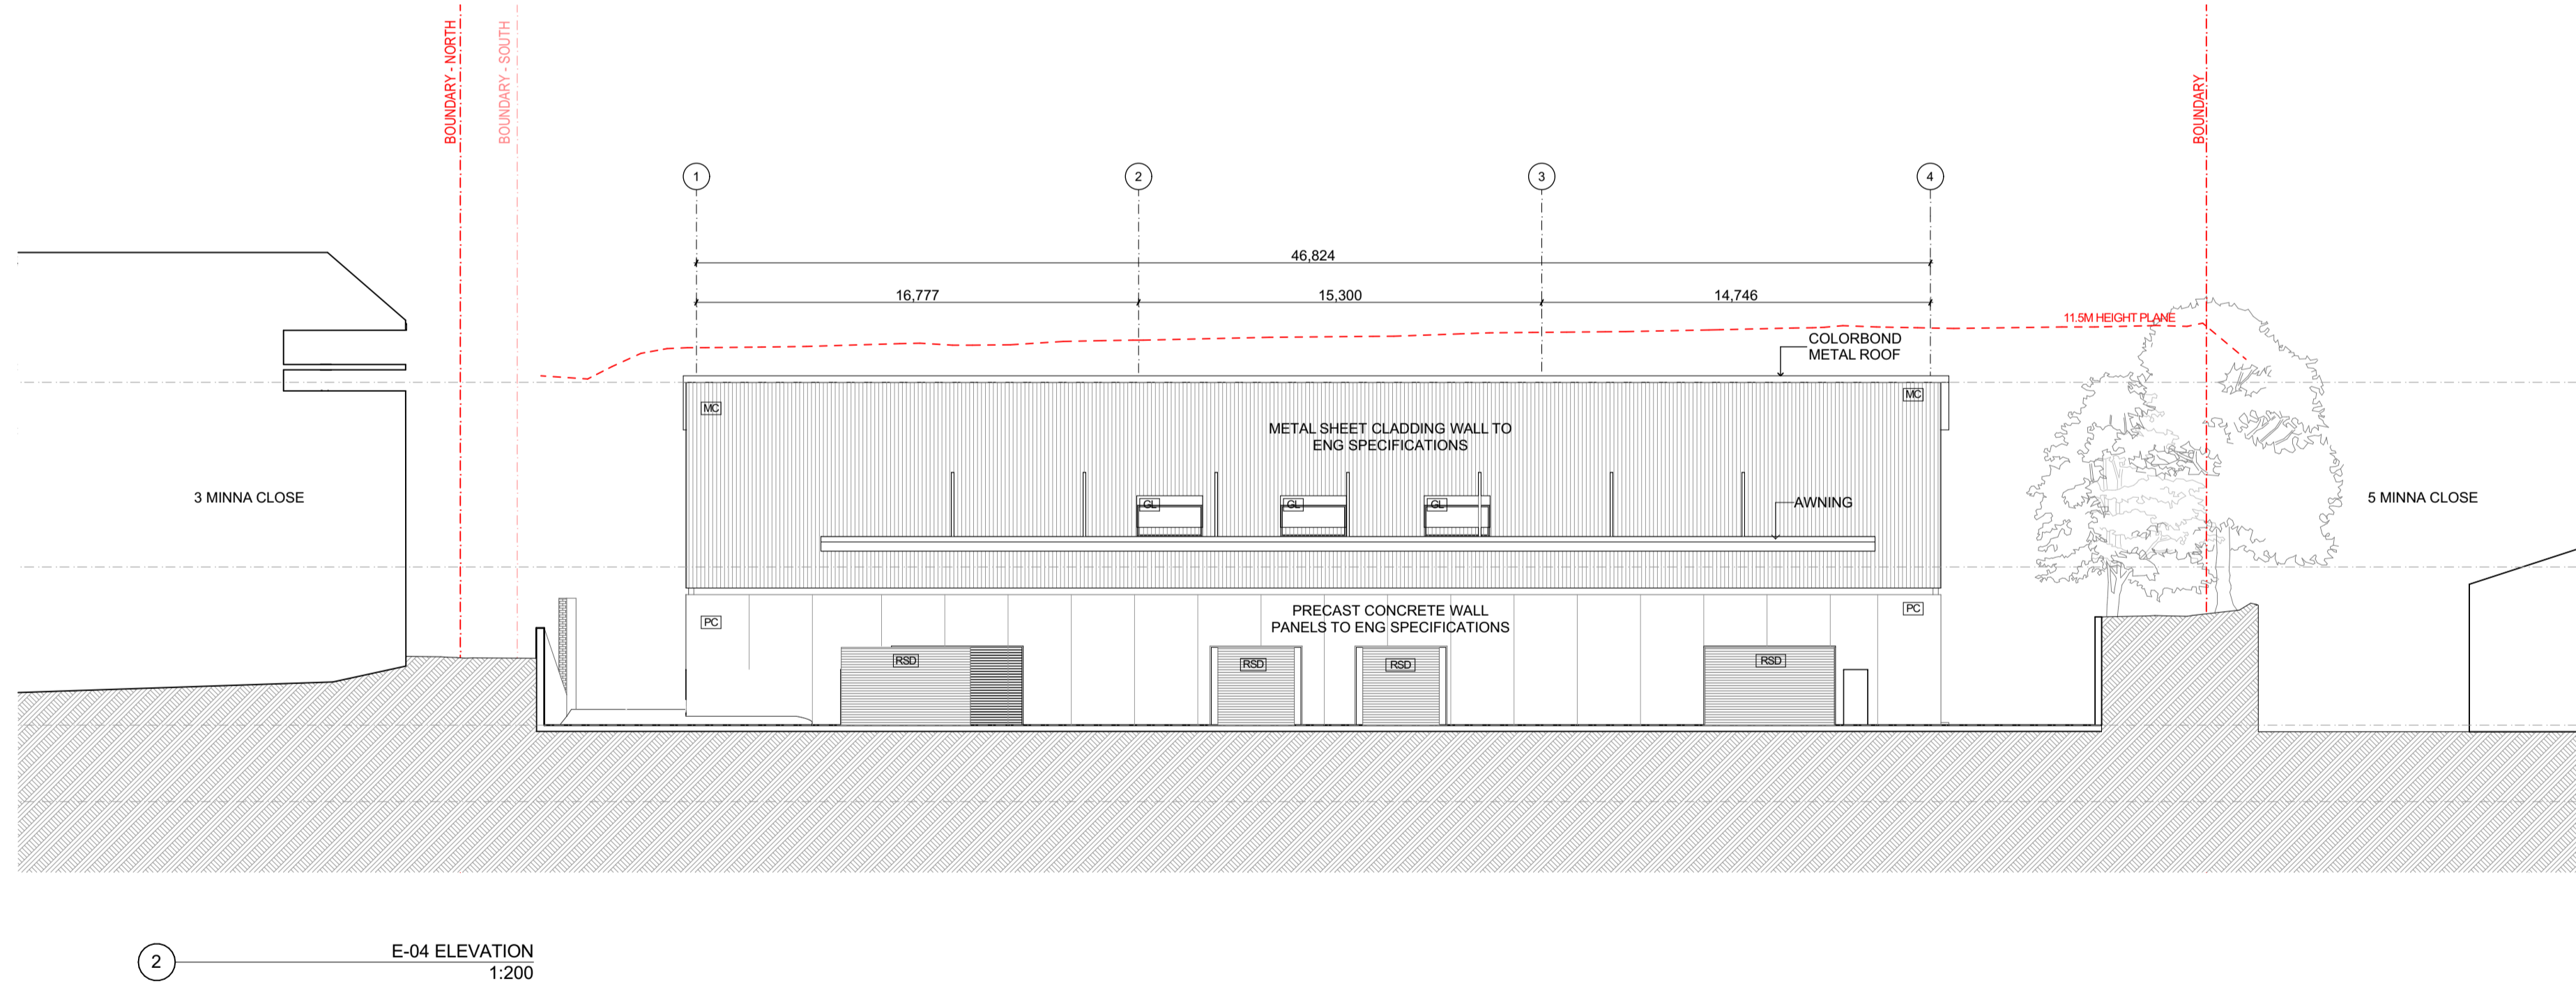 BOUNDARY - NORTH
BOUNDARY - SOUTH
BOUNDARY
1
2
3
4
46,824
16,777
15,300
14,746
11.5M HEIGHT PLANE
COLORBOND
METAL ROOF
MC
MC
METAL SHEET CLADDING WALL TO
ENG SPECIFICATIONS
3 MINNA CLOSE
GL
GL
GL
AWNING
5 MINNA CLOSE
PC
PRECAST CONCRETE WALL
PANELS TO ENG SPECIFICATIONS
PC
RSD
RSD
RSD
RSD
2
E-04 ELEVATION
1:200